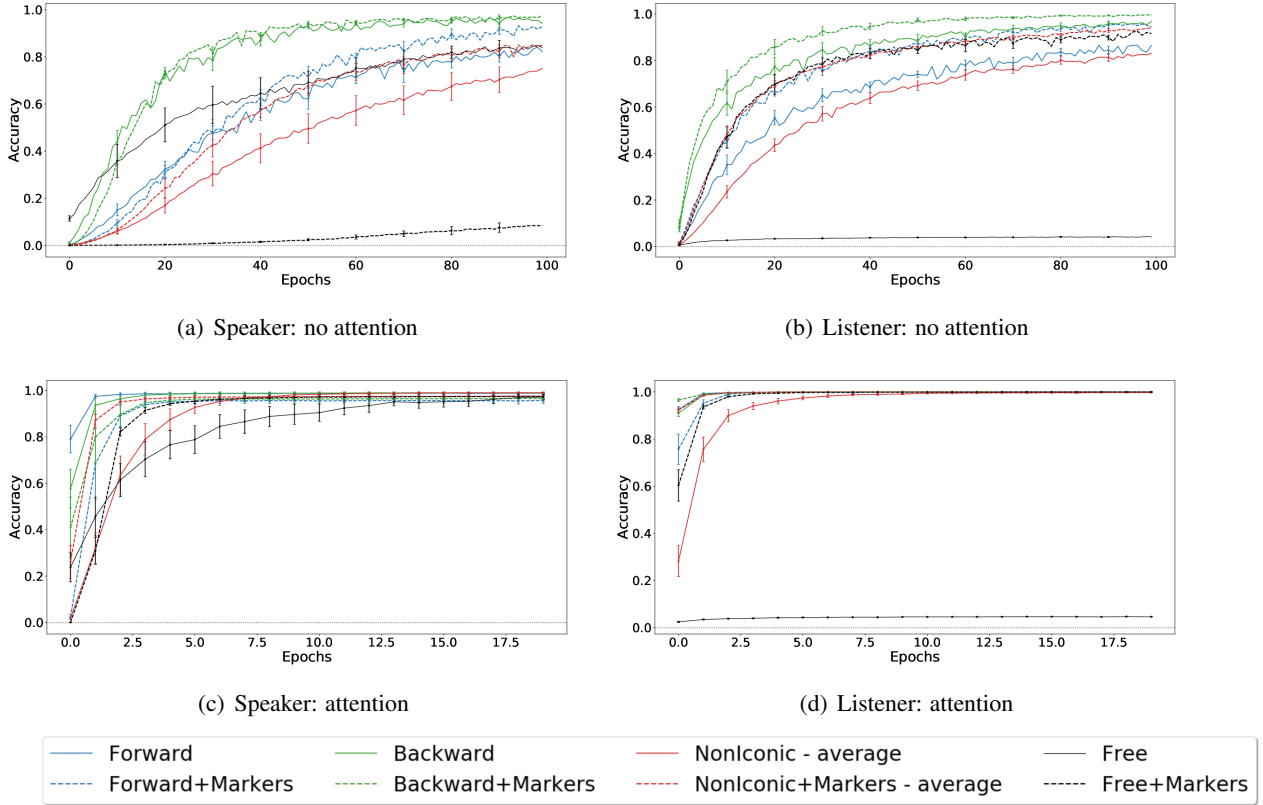 1.0
0.8
0.6
0.4
0.2
0.0
Accuracy
0 20 40 60 80 100
Epochs
(a) Speaker: no attention
1.0
0.8
0.6
0.4
0.2
0.0
Accuracy
0 20 40 60 80 100
Epochs
(b) Listener: no attention
1.0
0.8
0.6
0.4
0.2
0.0
Accuracy
0.0 2.5 5.0 7.5 10.0 12.5 15.0 17.5
Epochs
(c) Speaker: attention
1.0
0.8
0.6
0.4
0.2
0.0
Accuracy
0.0 2.5 5.0 7.5 10.0 12.5 15.0 17.5
Epochs
(d) Listener: attention
Forward Backward NonIconic - average Free
Forward+Markers Backward+Markers NonIconic+Markers - average Free+Markers